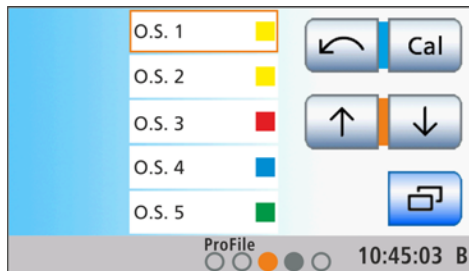 O.S. 1
Cal
O.S. 2
O.S. 3
O.S. 4
O.S. 5
ProFile
10:45:03 B